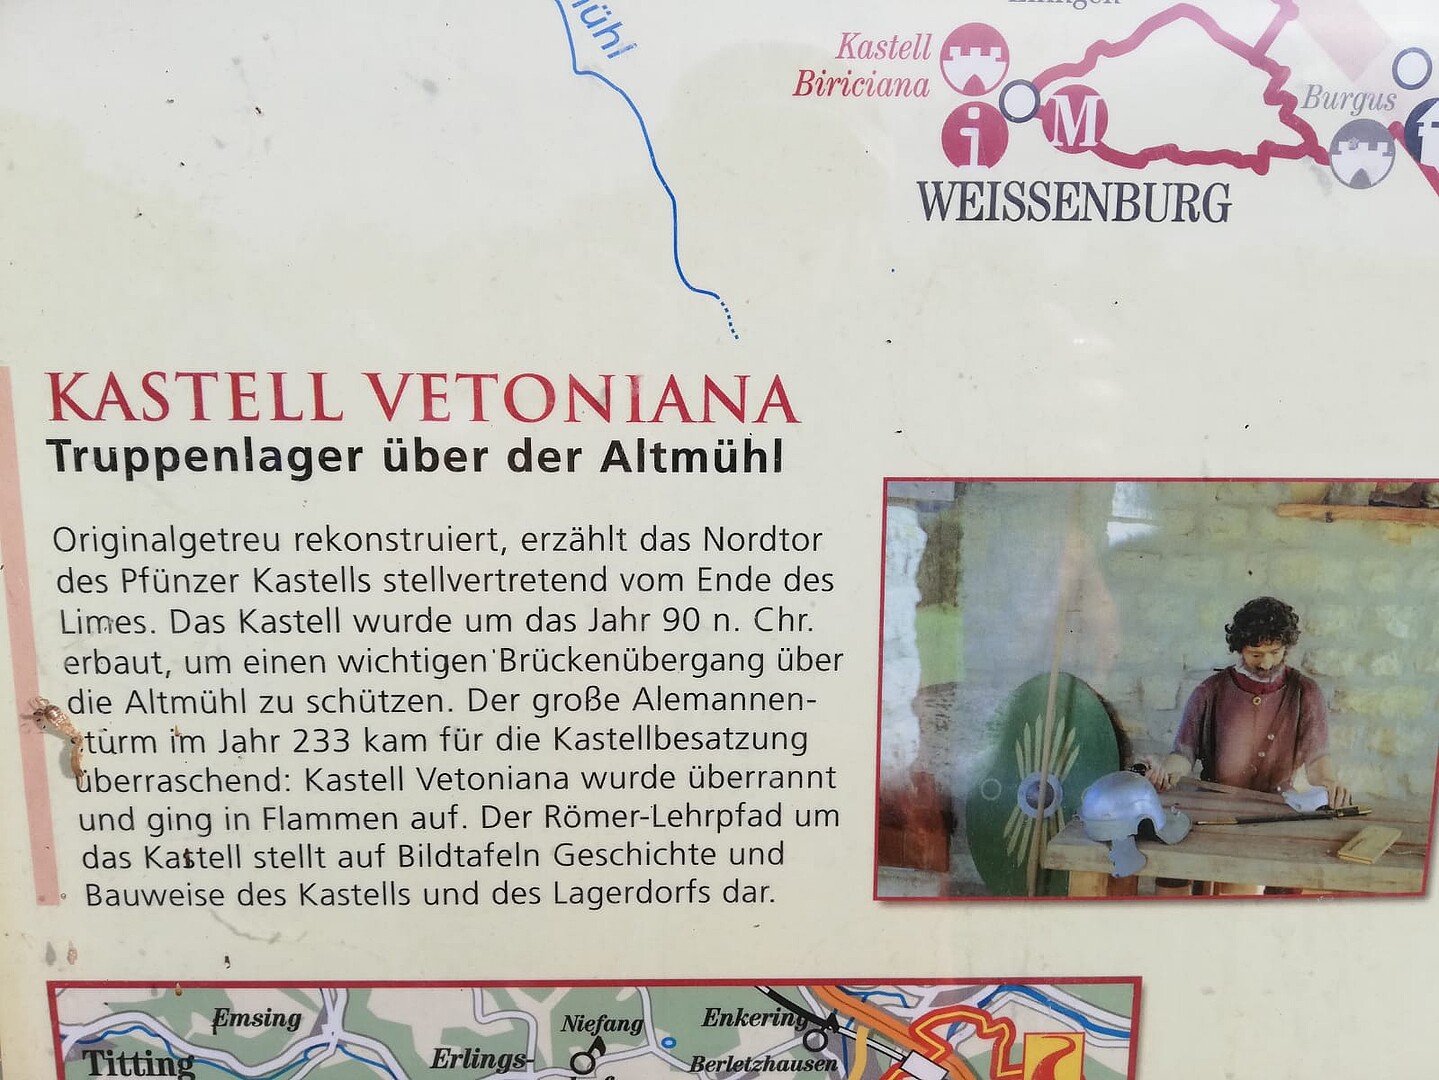 ühl
Kastell
Biriciana
i
M
Burgus
WEISSENBURG
KASTELL VETONIANA
Truppenlager über der Altmühl
Originalgetreu rekonstruiert, erzählt das Nordtor
des Pfünzer Kastells stellvertretend vom Ende des
Limes. Das Kastell wurde um das Jahr 90 n. Chr.
erbaut, um einen wichtigen Brückenübergang über
die Altmühl zu schützen. Der große Alemannen-
sturm im Jahr 233 kam für die Kastellbesatzung
überraschend: Kastell Vetoniana wurde überrannt
und ging in Flammen auf. Der Römer-Lehrpfad um
das Kastell stellt auf Bildtafeln Geschichte und
Bauweise des Kastells und des Lagerdorfs dar.
Emsing
Niefang
Enkering
Titting
Erlings-
Berletzhausen